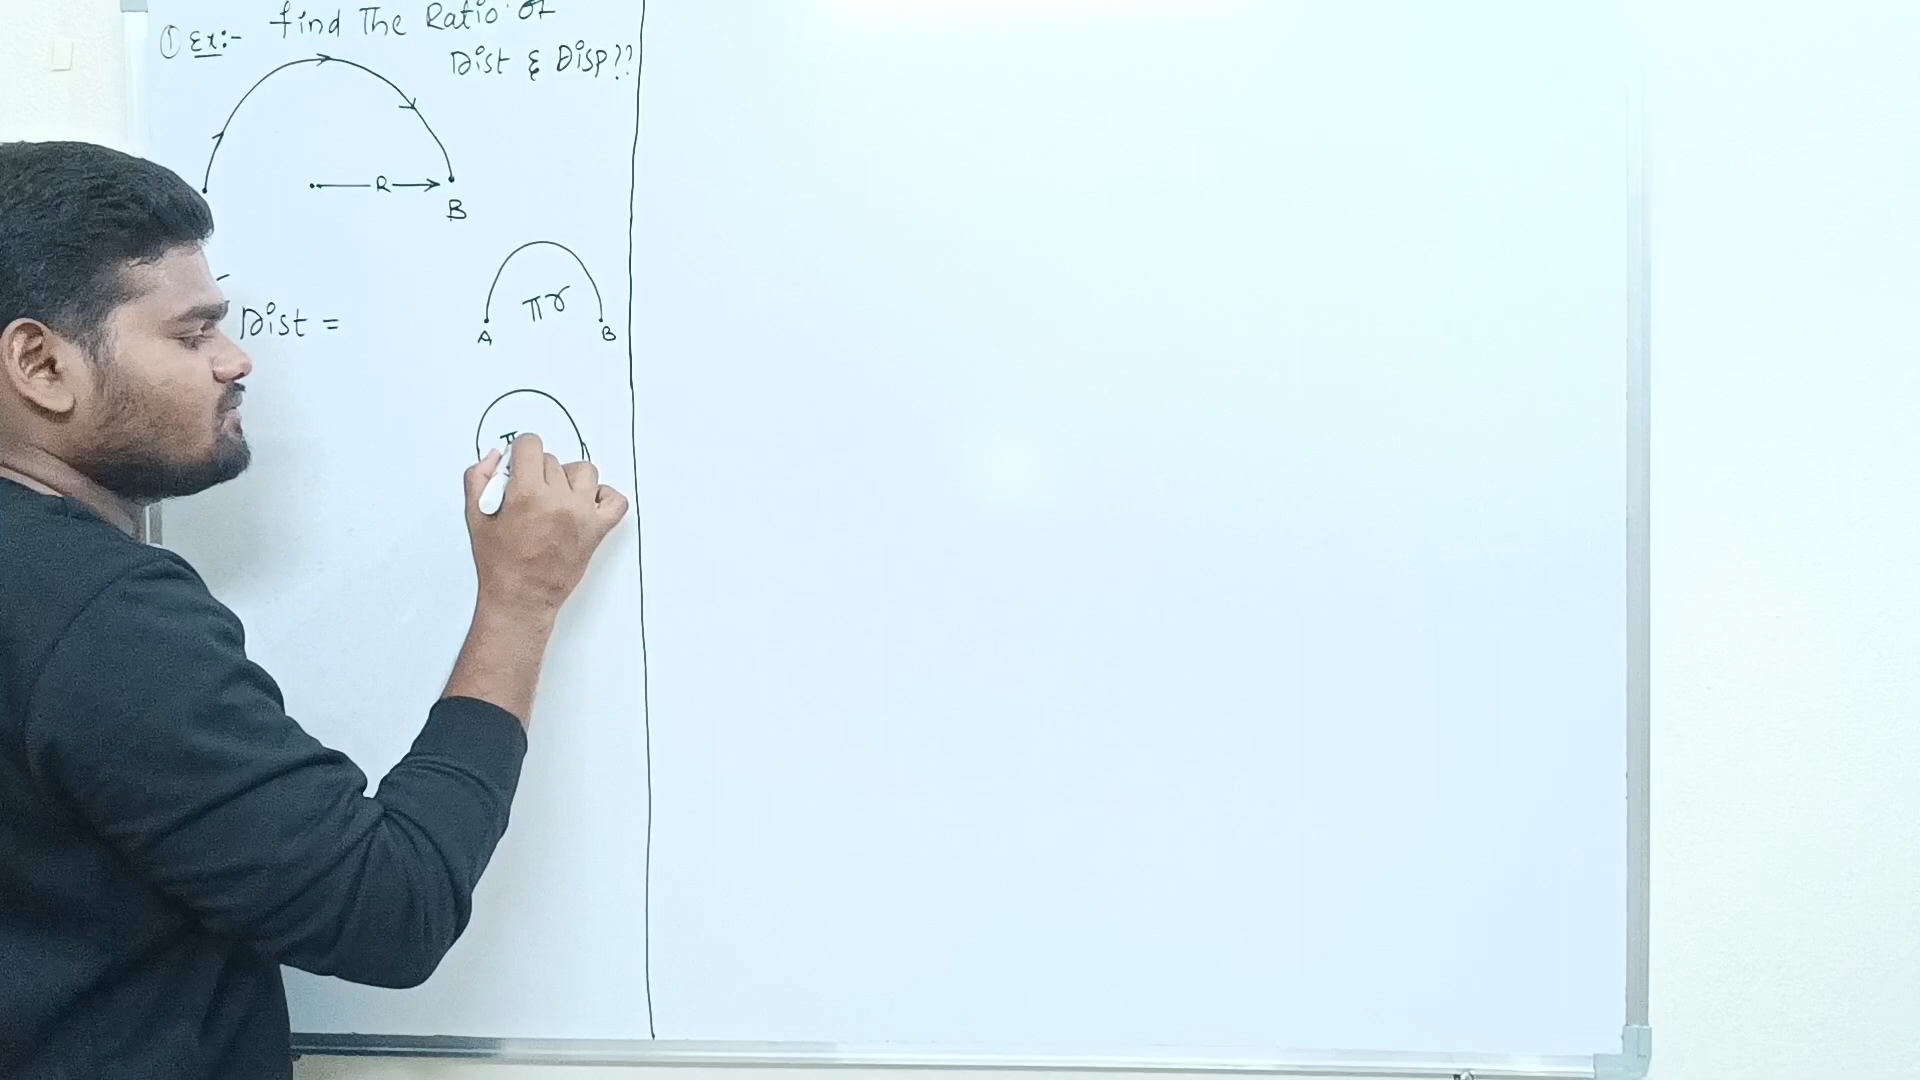 ① Ex:- find The Ratio of
Dist & Disp??
R
B
πr
Dist =
A B
π